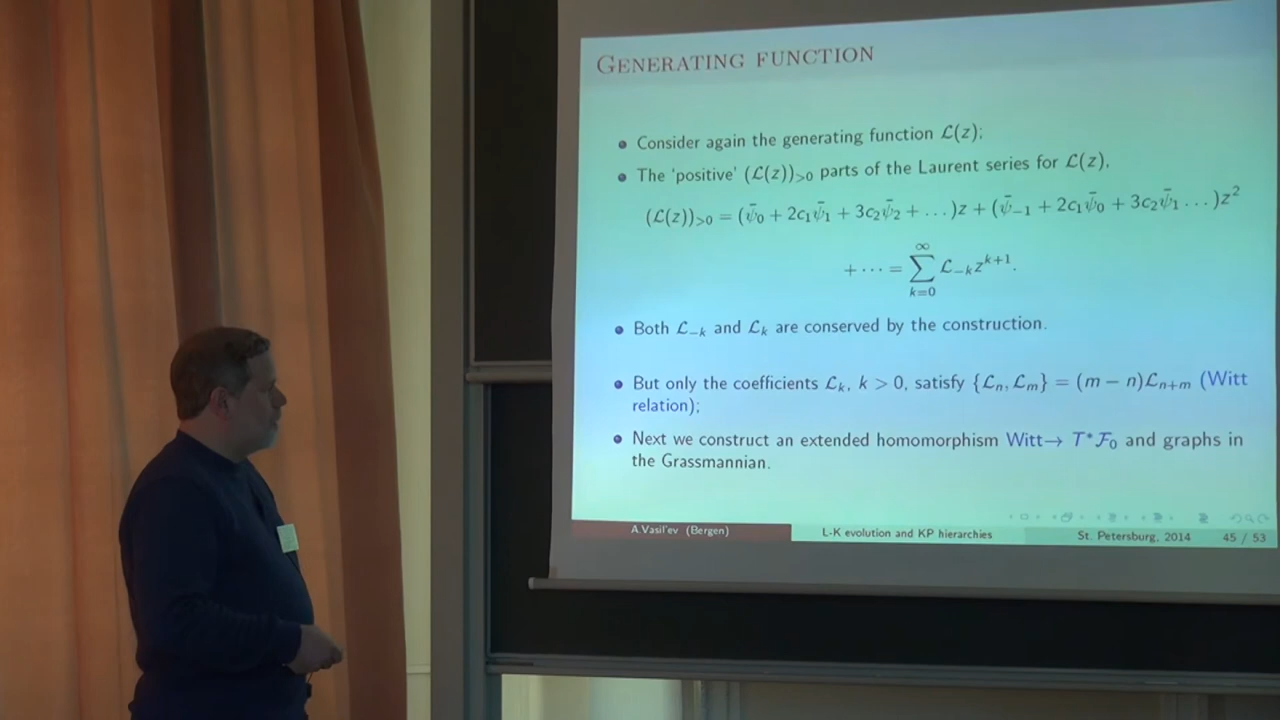 GENERATING FUNCTION
• Consider again the generating function ℒ(z);
• The 'positive' (ℒ(z))>0 parts of the Laurent series for ℒ(z),
(ℒ(z))>0 = (ψ̄₀ + 2c₁ψ̄₁ + 3c₂ψ̄₂ + …)z + (ψ̄₋₁ + 2c₁ψ̄₀ + 3c₂ψ̄₁ …)z²
+ ⋯ = ∑_{k=0}^{∞} ℒ₋ₖz^{k+1}.
• Both ℒ₋ₖ and ℒₖ are conserved by the construction.
• But only the coefficients ℒₖ, k > 0, satisfy {ℒₙ, ℒₘ} = (m − n)ℒₙ₊ₘ (Witt
relation);
• Next we construct an extended homomorphism Witt→ T*ℱ₀ and graphs in
the Grassmannian.
A.Vasil'ev (Bergen) L-K evolution and KP hierarchies St. Petersburg, 2014 45 / 53